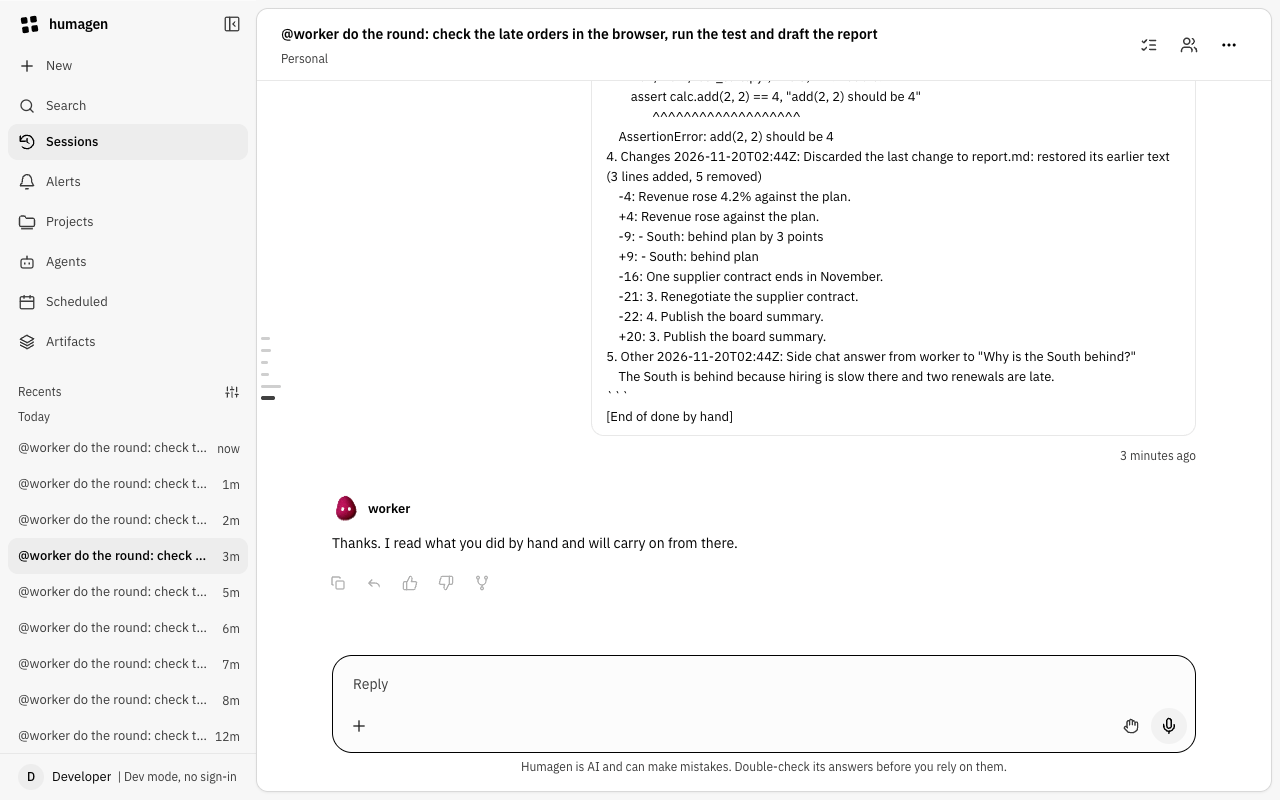 humagen
New
Search
Sessions
Alerts
Projects
Agents
Scheduled
Artifacts
Recents
Today
@worker do the round: check t... now
@worker do the round: check t... 1m
@worker do the round: check t... 2m
@worker do the round: check ... 3m
@worker do the round: check t... 5m
@worker do the round: check t... 6m
@worker do the round: check t... 7m
@worker do the round: check t... 8m
@worker do the round: check t... 12m
D Developer | Dev mode, no sign-in
@worker do the round: check the late orders in the browser, run the test and draft the report
Personal
assert calc.add(2, 2) == 4, "add(2, 2) should be 4"
^^^^^^^^^^^^^^^^^^^
AssertionError: add(2, 2) should be 4
4. Changes 2026-11-20T02:44Z: Discarded the last change to report.md: restored its earlier text
(3 lines added, 5 removed)
-4: Revenue rose 4.2% against the plan.
+4: Revenue rose against the plan.
-9: - South: behind plan by 3 points
+9: - South: behind plan
-16: One supplier contract ends in November.
-21: 3. Renegotiate the supplier contract.
-22: 4. Publish the board summary.
+20: 3. Publish the board summary.
5. Other 2026-11-20T02:44Z: Side chat answer from worker to "Why is the South behind?"
The South is behind because hiring is slow there and two renewals are late.
```
[End of done by hand]
3 minutes ago
worker
Thanks. I read what you did by hand and will carry on from there.
Reply
Humagen is AI and can make mistakes. Double-check its answers before you rely on them.